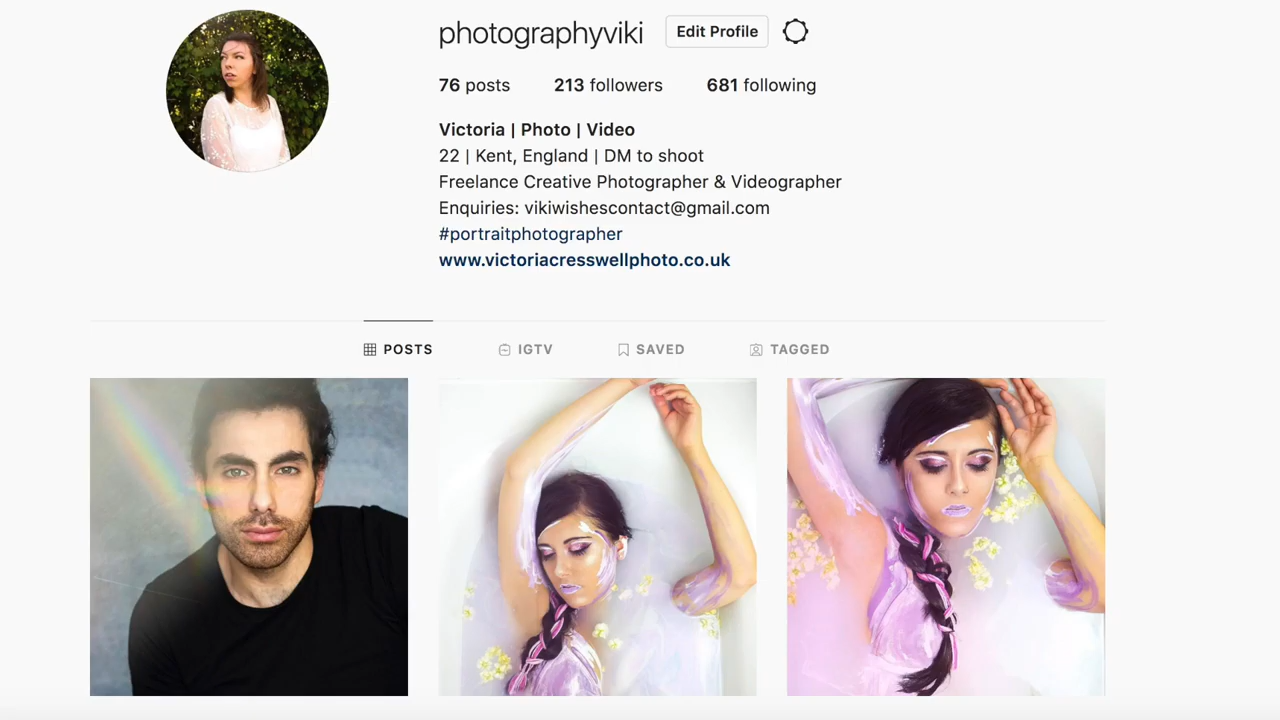 photographyviki Edit Profile
76 posts 213 followers 681 following
Victoria | Photo | Video
22 | Kent, England | DM to shoot
Freelance Creative Photographer & Videographer
Enquiries: vikiwishescontact@gmail.com
#portraitphotographer
www.victoriacresswellphoto.co.uk
POSTS IGTV SAVED TAGGED